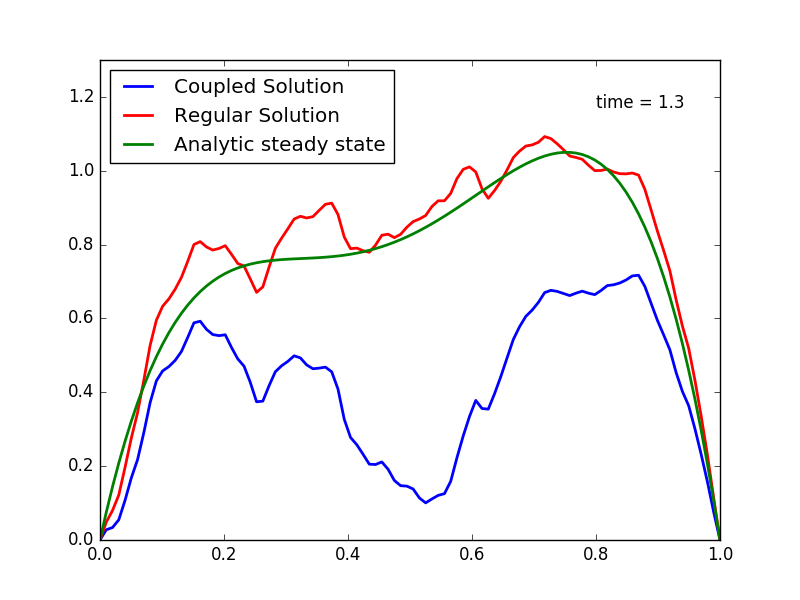 1.2
1.0
0.8
0.6
0.4
0.2
0.0
Coupled Solution
Regular Solution
Analytic steady state
time = 1.3
0.0 0.2 0.4 0.6 0.8 1.0